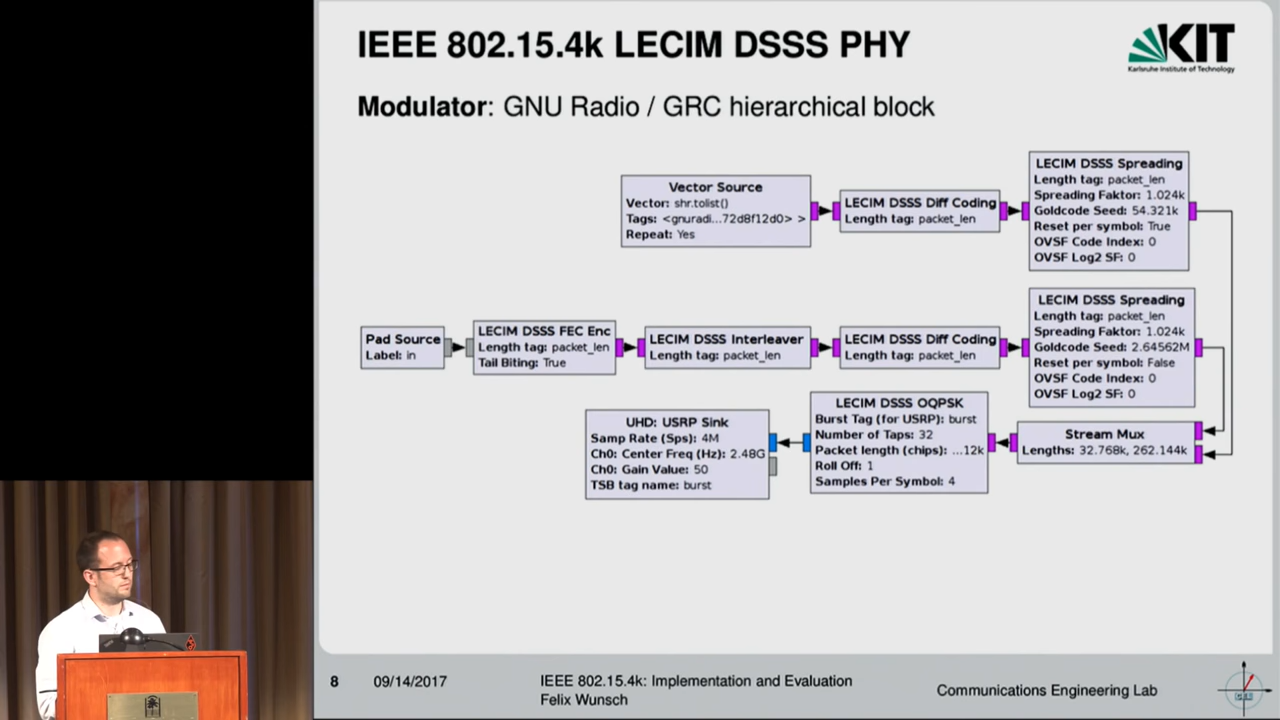 IEEE 802.15.4k LECIM DSSS PHY
KIT
Karlsruhe Institute of Technology
Modulator: GNU Radio / GRC hierarchical block
Vector Source
Vector: shr.tolist()
Tags: <gnuradi...72d8f12d0> >
Repeat: Yes
LECIM DSSS Diff Coding
Length tag: packet_len
LECIM DSSS Spreading
Length tag: packet_len
Spreading Faktor: 1.024k
Goldcode Seed: 54.321k
Reset per symbol: True
OVSF Code Index: 0
OVSF Log2 SF: 0
Pad Source
Label: in
LECIM DSSS FEC Enc
Length tag: packet_len
Tail Biting: True
LECIM DSSS Interleaver
Length tag: packet_len
LECIM DSSS Diff Coding
Length tag: packet_len
LECIM DSSS Spreading
Length tag: packet_len
Spreading Faktor: 1.024k
Goldcode Seed: 2.64562M
Reset per symbol: False
OVSF Code Index: 0
OVSF Log2 SF: 0
UHD: USRP Sink
Samp Rate (Sps): 4M
Ch0: Center Freq (Hz): 2.48G
Ch0: Gain Value: 50
TSB tag name: burst
LECIM DSSS OQPSK
Burst Tag (for USRP): burst
Number of Taps: 32
Packet length (chips): ...12k
Roll Off: 1
Samples Per Symbol: 4
Stream Mux
Lengths: 32.768k, 262.144k
8
09/14/2017
IEEE 802.15.4k: Implementation and Evaluation
Felix Wunsch
Communications Engineering Lab